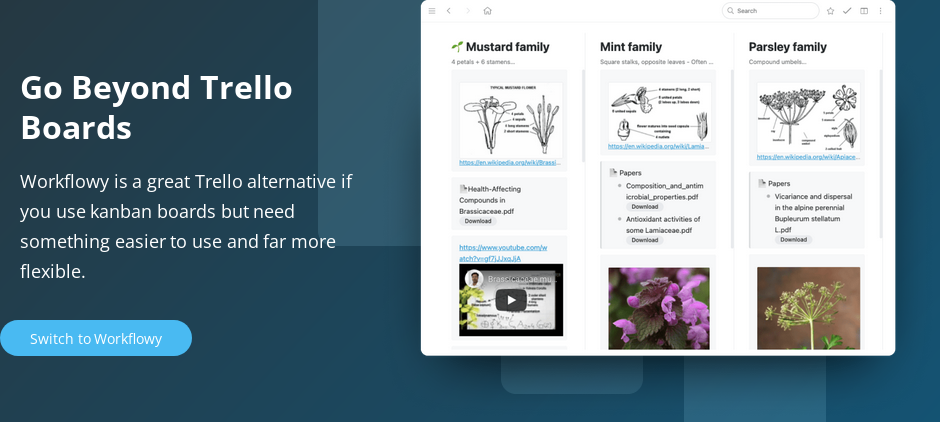 Go Beyond Trello
Boards
Workflowy is a great Trello alternative if
you use kanban boards but need
something easier to use and far more
flexible.
Switch to Workflowy
Search
Mustard family
4 petals + 6 stamens...
TYPICAL MUSTARD FLOWER
4 petals
4 sepals
4 long stamens
2 short stamens
https://en.wikipedia.org/wiki/Brassi...
Health-Affecting
Compounds in
Brassicaceae.pdf
Download
https://www.youtube.com/w
atch?v=gf7jJJxqJjA
Brassicaceae mu...
Mint family
Square stalks, opposite leaves - Often ...
4 stamens (2 long, 2 short)
5 united petals
(2 lobes up, 3 lobes down)
5 united sepals
Flower matures into seed capsule
containing
4 nutlets
https://en.wikipedia.org/wiki/Lamia...
Papers
Composition_and_antim
icrobial_properties.pdf
Download
Antioxidant activities of
some Lamiaceae.pdf
Download
Parsley family
Compound umbels...
https://en.wikipedia.org/wiki/Apiace...
Papers
Vicariance and dispersal
in the alpine perennial
Bupleurum stellatum
L.pdf
Download